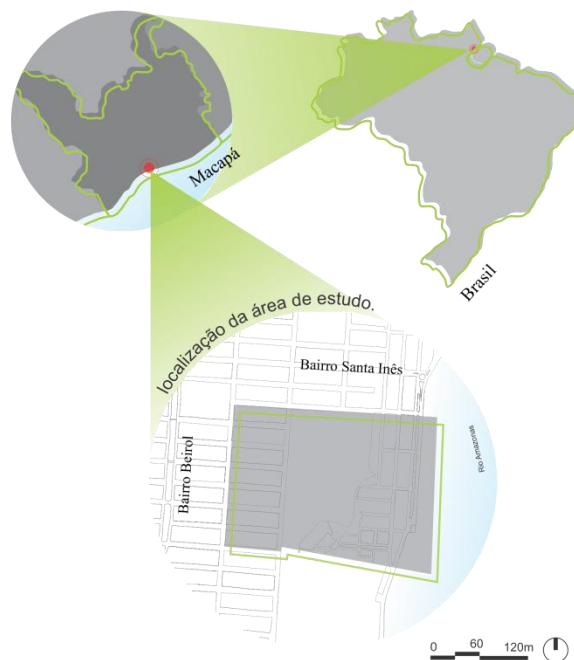 Macapá
Brasil
localização da área de estudo.
Bairro Santa Inês
Bairro Beirol
Rio Amazonas
0 60 120m